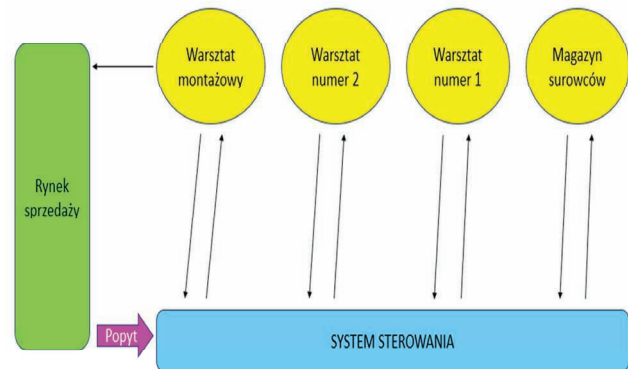 Warsztat
montażowy
Warsztat
numer 2
Warsztat
numer 1
Magazyn
surowców
Rynek
sprzedaży
Popyt
SYSTEM STEROWANIA